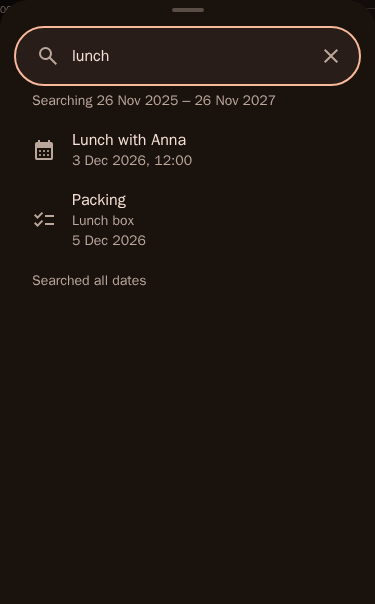 lunch
Searching 26 Nov 2025 – 26 Nov 2027
Lunch with Anna
3 Dec 2026, 12:00
Packing
Lunch box
5 Dec 2026
Searched all dates